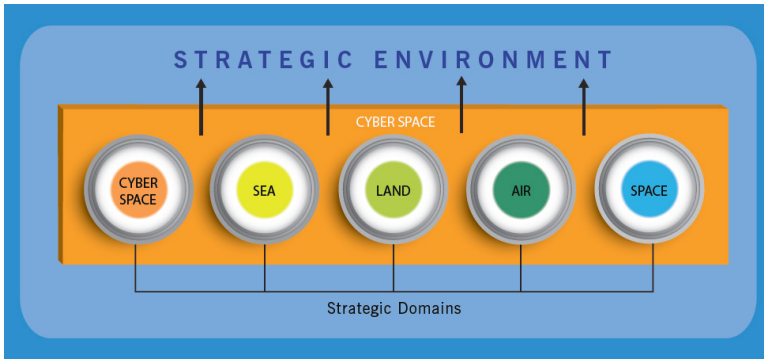 STRATEGIC ENVIRONMENT
CYBER SPACE
CYBER
SPACE
SEA
LAND
AIR
SPACE
Strategic Domains